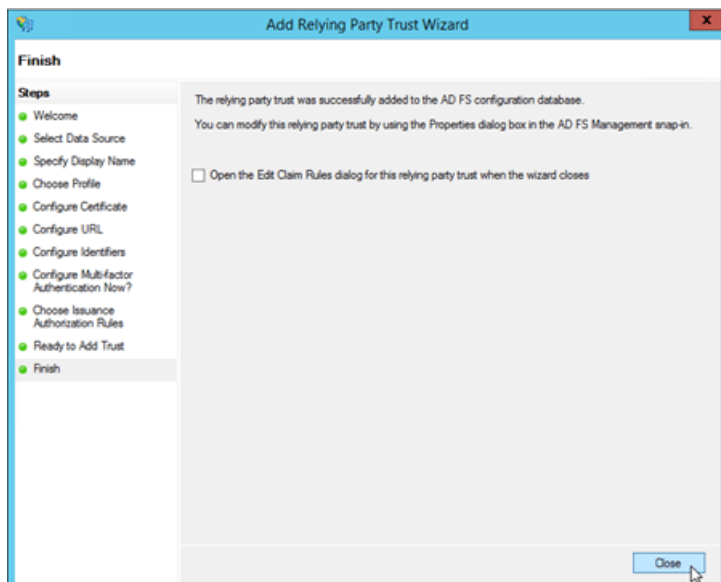 Add Relying Party Trust Wizard
x
Finish
Steps
Welcome
Select Data Source
Specify Display Name
Choose Profile
Configure Certificate
Configure URL
Configure Identifiers
Configure Multi-factor
Authentication Now?
Choose Issuance
Authorization Rules
Ready to Add Trust
Finish
The relying party trust was successfully added to the AD FS configuration database.
You can modify this relying party trust by using the Properties dialog box in the AD FS Management snap-in.
Open the Edit Claim Rules dialog for this relying party trust when the wizard closes
Close